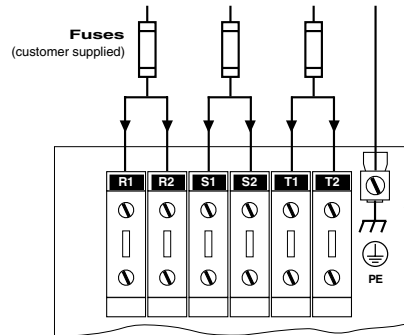 Fuses
(customer supplied)
R1 R2 S1 S2 T1 T2
PE